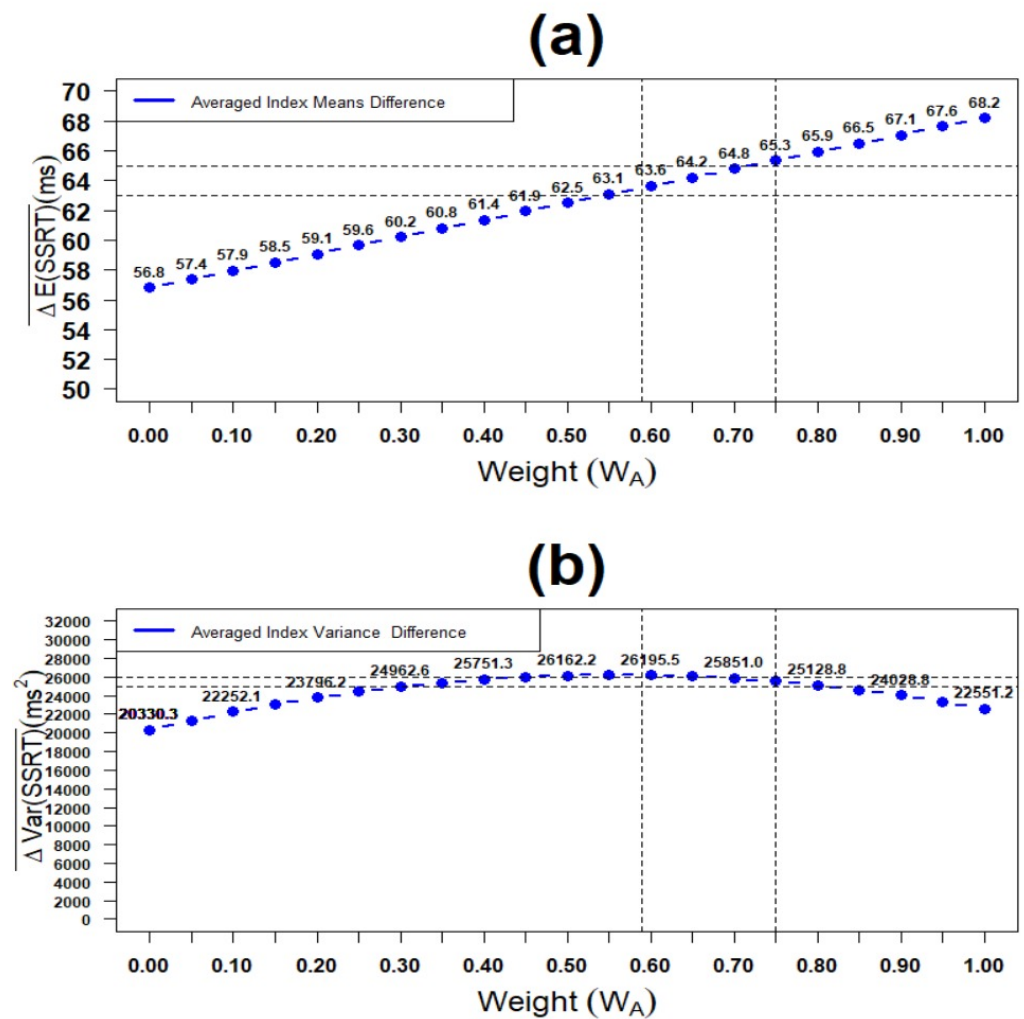 (a)
Averaged Index Means Difference
Δ E(SSRT)(ms)
70
68
66
64
62
60
58
56
54
52
50
56.8 57.4 57.9 58.5 59.1 59.6 60.2 60.8 61.4 61.9 62.5 63.1 63.6 64.2 64.8 65.3 65.9 66.5 67.1 67.6 68.2
0.00 0.10 0.20 0.30 0.40 0.50 0.60 0.70 0.80 0.90 1.00
Weight (W_A)
(b)
Averaged Index Variance Difference
Δ Var(SSRT)(ms²)
32000
30000
28000
26000
24000
22000
20000
18000
16000
14000
12000
10000
8000
6000
4000
2000
0
20330.3 22252.1 23796.2 24962.6 25751.3 26162.2 26195.5 25851.0 25128.8 24028.8 22551.2
0.00 0.10 0.20 0.30 0.40 0.50 0.60 0.70 0.80 0.90 1.00
Weight (W_A)